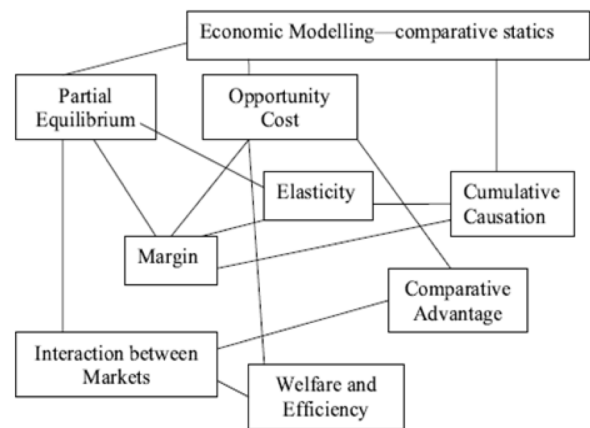 Economic Modelling—comparative statics
Partial
Equilibrium
Opportunity
Cost
Elasticity
Cumulative
Causation
Margin
Comparative
Advantage
Interaction between
Markets
Welfare and
Efficiency